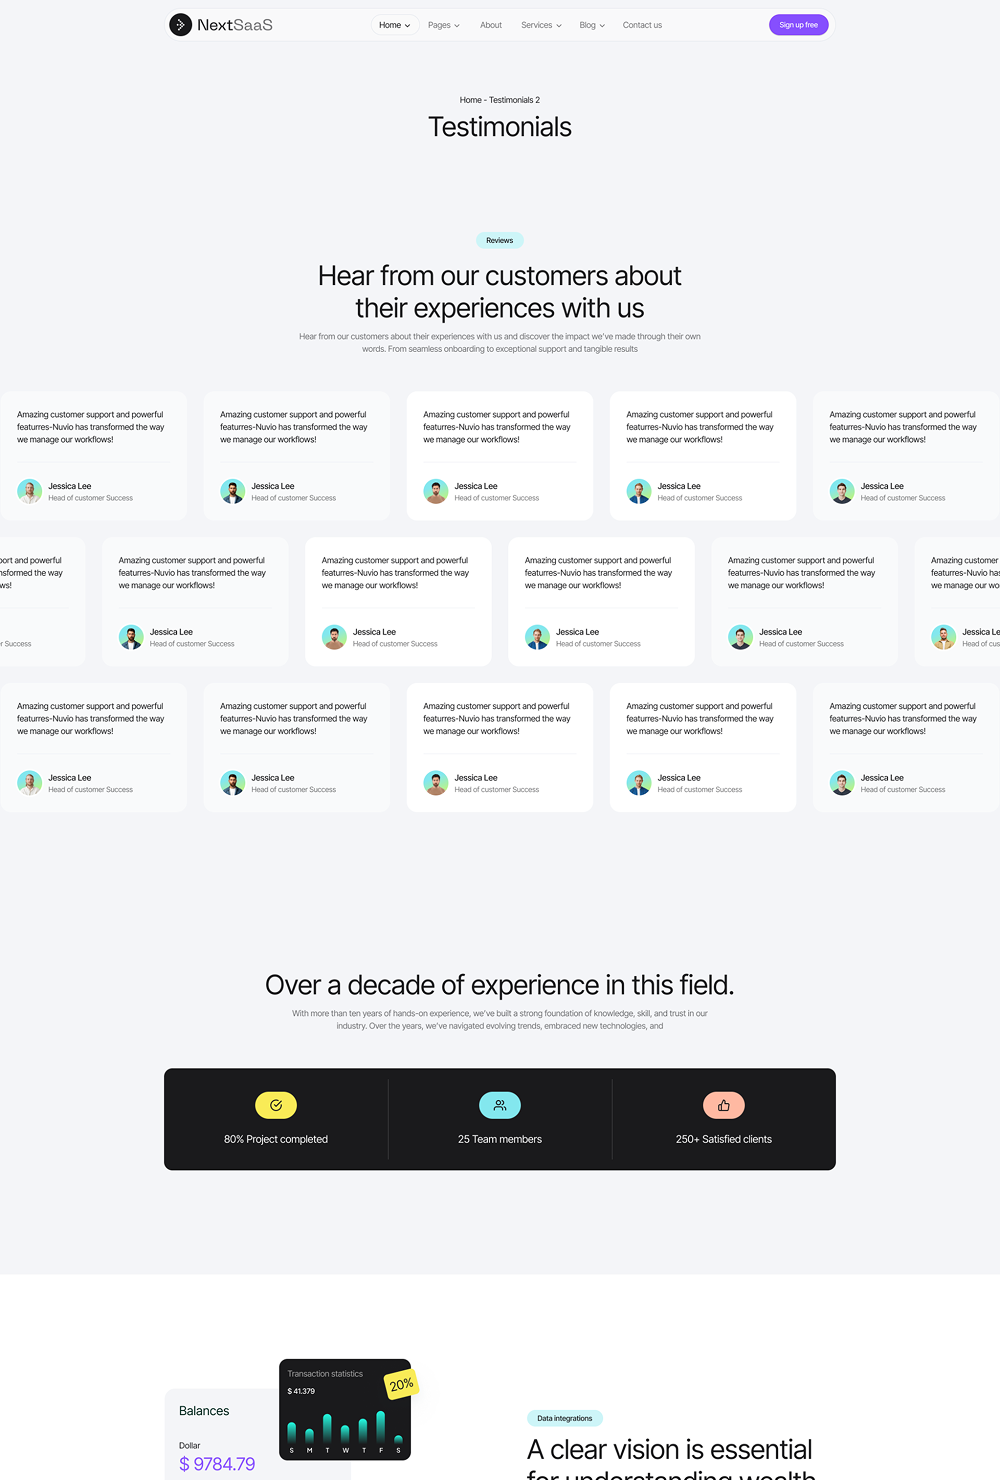 NextSaaS
Home
Pages
About
Services
Blog
Contact us
Sign up free
Home - Testimonials 2
Testimonials
Reviews
Hear from our customers about
their experiences with us
Hear from our customers about their experiences with us and discover the impact we've made through their own
words. From seamless onboarding to exceptional support and tangible results
Amazing customer support and powerful
featurres-Nuvio has transformed the way
we manage our workflows!
Jessica Lee
Head of customer Success
Amazing customer support and powerful
featurres-Nuvio has transformed the way
we manage our workflows!
Jessica Lee
Head of customer Success
Amazing customer support and powerful
featurres-Nuvio has transformed the way
we manage our workflows!
Jessica Lee
Head of customer Success
Amazing customer support and powerful
featurres-Nuvio has transformed the way
we manage our workflows!
Jessica Lee
Head of customer Success
Amazing customer support and powerful
featurres-Nuvio has transformed the way
we manage our workflows!
Jessica Lee
Head of customer Success
and powerful
the way
Success
Amazing customer support and powerful
featurres-Nuvio has transformed the way
we manage our workflows!
Jessica Lee
Head of customer Success
Amazing customer support and powerful
featurres-Nuvio has transformed the way
we manage our workflows!
Jessica Lee
Head of customer Success
Amazing customer support and powerful
featurres-Nuvio has transformed the way
we manage our workflows!
Jessica Lee
Head of customer Success
Amazing customer support and powerful
featurres-Nuvio has transformed the way
we manage our workflows!
Jessica Lee
Head of customer Success
Amazing customer
featurres-Nuvio has
we manage our
Jessica
Head of customer
Amazing customer support and powerful
featurres-Nuvio has transformed the way
we manage our workflows!
Jessica Lee
Head of customer Success
Amazing customer support and powerful
featurres-Nuvio has transformed the way
we manage our workflows!
Jessica Lee
Head of customer Success
Amazing customer support and powerful
featurres-Nuvio has transformed the way
we manage our workflows!
Jessica Lee
Head of customer Success
Amazing customer support and powerful
featurres-Nuvio has transformed the way
we manage our workflows!
Jessica Lee
Head of customer Success
Amazing customer support and powerful
featurres-Nuvio has transformed the way
we manage our workflows!
Jessica Lee
Head of customer Success
Over a decade of experience in this field.
With more than ten years of hands-on experience, we've built a strong foundation of knowledge, skill, and trust in our
industry. Over the years, we've navigated evolving trends, embraced new technologies, and
80% Project completed
25 Team members
250+ Satisfied clients
Transaction statistics
$ 41.379
20%
S M T W T F S
Balances
Dollar
$ 9784.79
Data integrations
A clear vision is essential
for understanding wealth